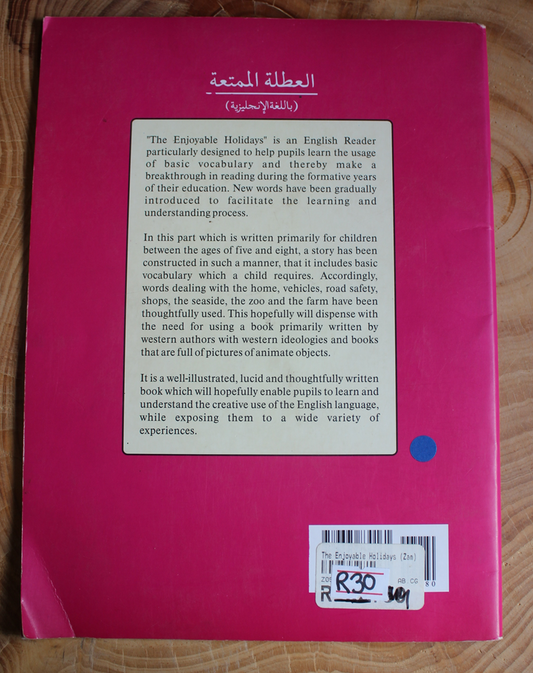 العطلة الممتعة
(باللغة الإنجليزية)
"The Enjoyable Holidays" is an English Reader
particularly designed to help pupils learn the usage
of basic vocabulary and thereby make a
breakthrough in reading during the formative years
of their education. New words have been gradually
introduced to facilitate the learning and
understanding process.
In this part which is written primarily for children
between the ages of five and eight, a story has been
constructed in such a manner, that it includes basic
vocabulary which a child requires. Accordingly,
words dealing with the home, vehicles, road safety,
shops, the seaside, the zoo and the farm have been
thoughtfully used. This hopefully will dispense with
the need for using a book primarily written by
western authors with western ideologies and books
that are full of pictures of animate objects.
It is a well-illustrated, lucid and thoughtfully written
book which will hopefully enable pupils to learn and
understand the creative use of the English language,
while exposing them to a wide variety of
experiences.
The Enjoyable Holidays (Zam)
AB.CG
80
R30
R